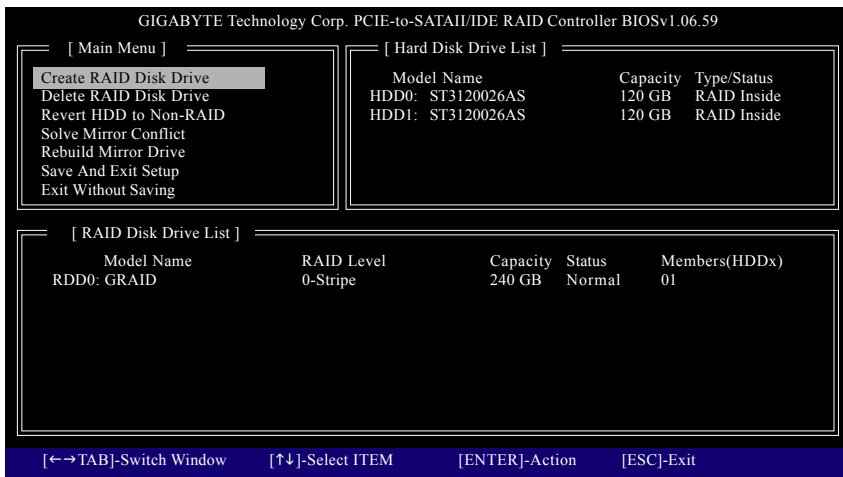 GIGABYTE Technology Corp. PCIE-to-SATAII/IDE RAID Controller BIOSv1.06.59
[ Main Menu ]
Create RAID Disk Drive
Delete RAID Disk Drive
Revert HDD to Non-RAID
Solve Mirror Conflict
Rebuild Mirror Drive
Save And Exit Setup
Exit Without Saving
[ Hard Disk Drive List ]
Model Name Capacity Type/Status
HDD0: ST3120026AS 120 GB RAID Inside
HDD1: ST3120026AS 120 GB RAID Inside
[ RAID Disk Drive List ]
Model Name RAID Level Capacity Status Members(HDDx)
RDD0: GRAID 0-Stripe 240 GB Normal 01
[←→TAB]-Switch Window [↑↓]-Select ITEM [ENTER]-Action [ESC]-Exit